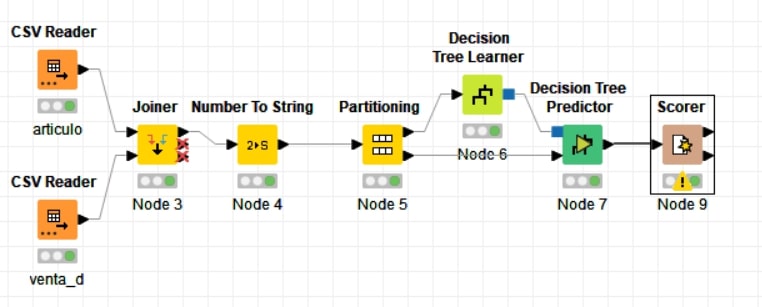 CSV Reader
articulo
CSV Reader
venta_d
Joiner
Node 3
Number To String
2▸S
Node 4
Partitioning
Node 5
Decision
Tree Learner
Node 6
Decision Tree
Predictor
Node 7
Scorer
Node 9